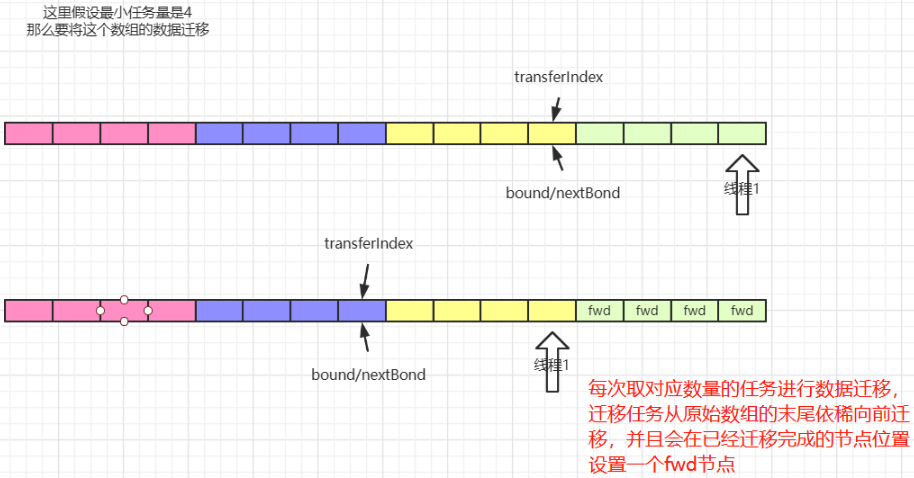 这里假设最小任务量是4
那么要将这个数组的数据迁移
transferIndex
bound/nextBond
线程1
transferIndex
fwd fwd fwd fwd
bound/nextBond
线程1
每次取对应数量的任务进行数据迁移，
迁移任务从原始数组的末尾依稀向前迁
移，并且会在已经迁移完成的节点位置
设置一个fwd节点